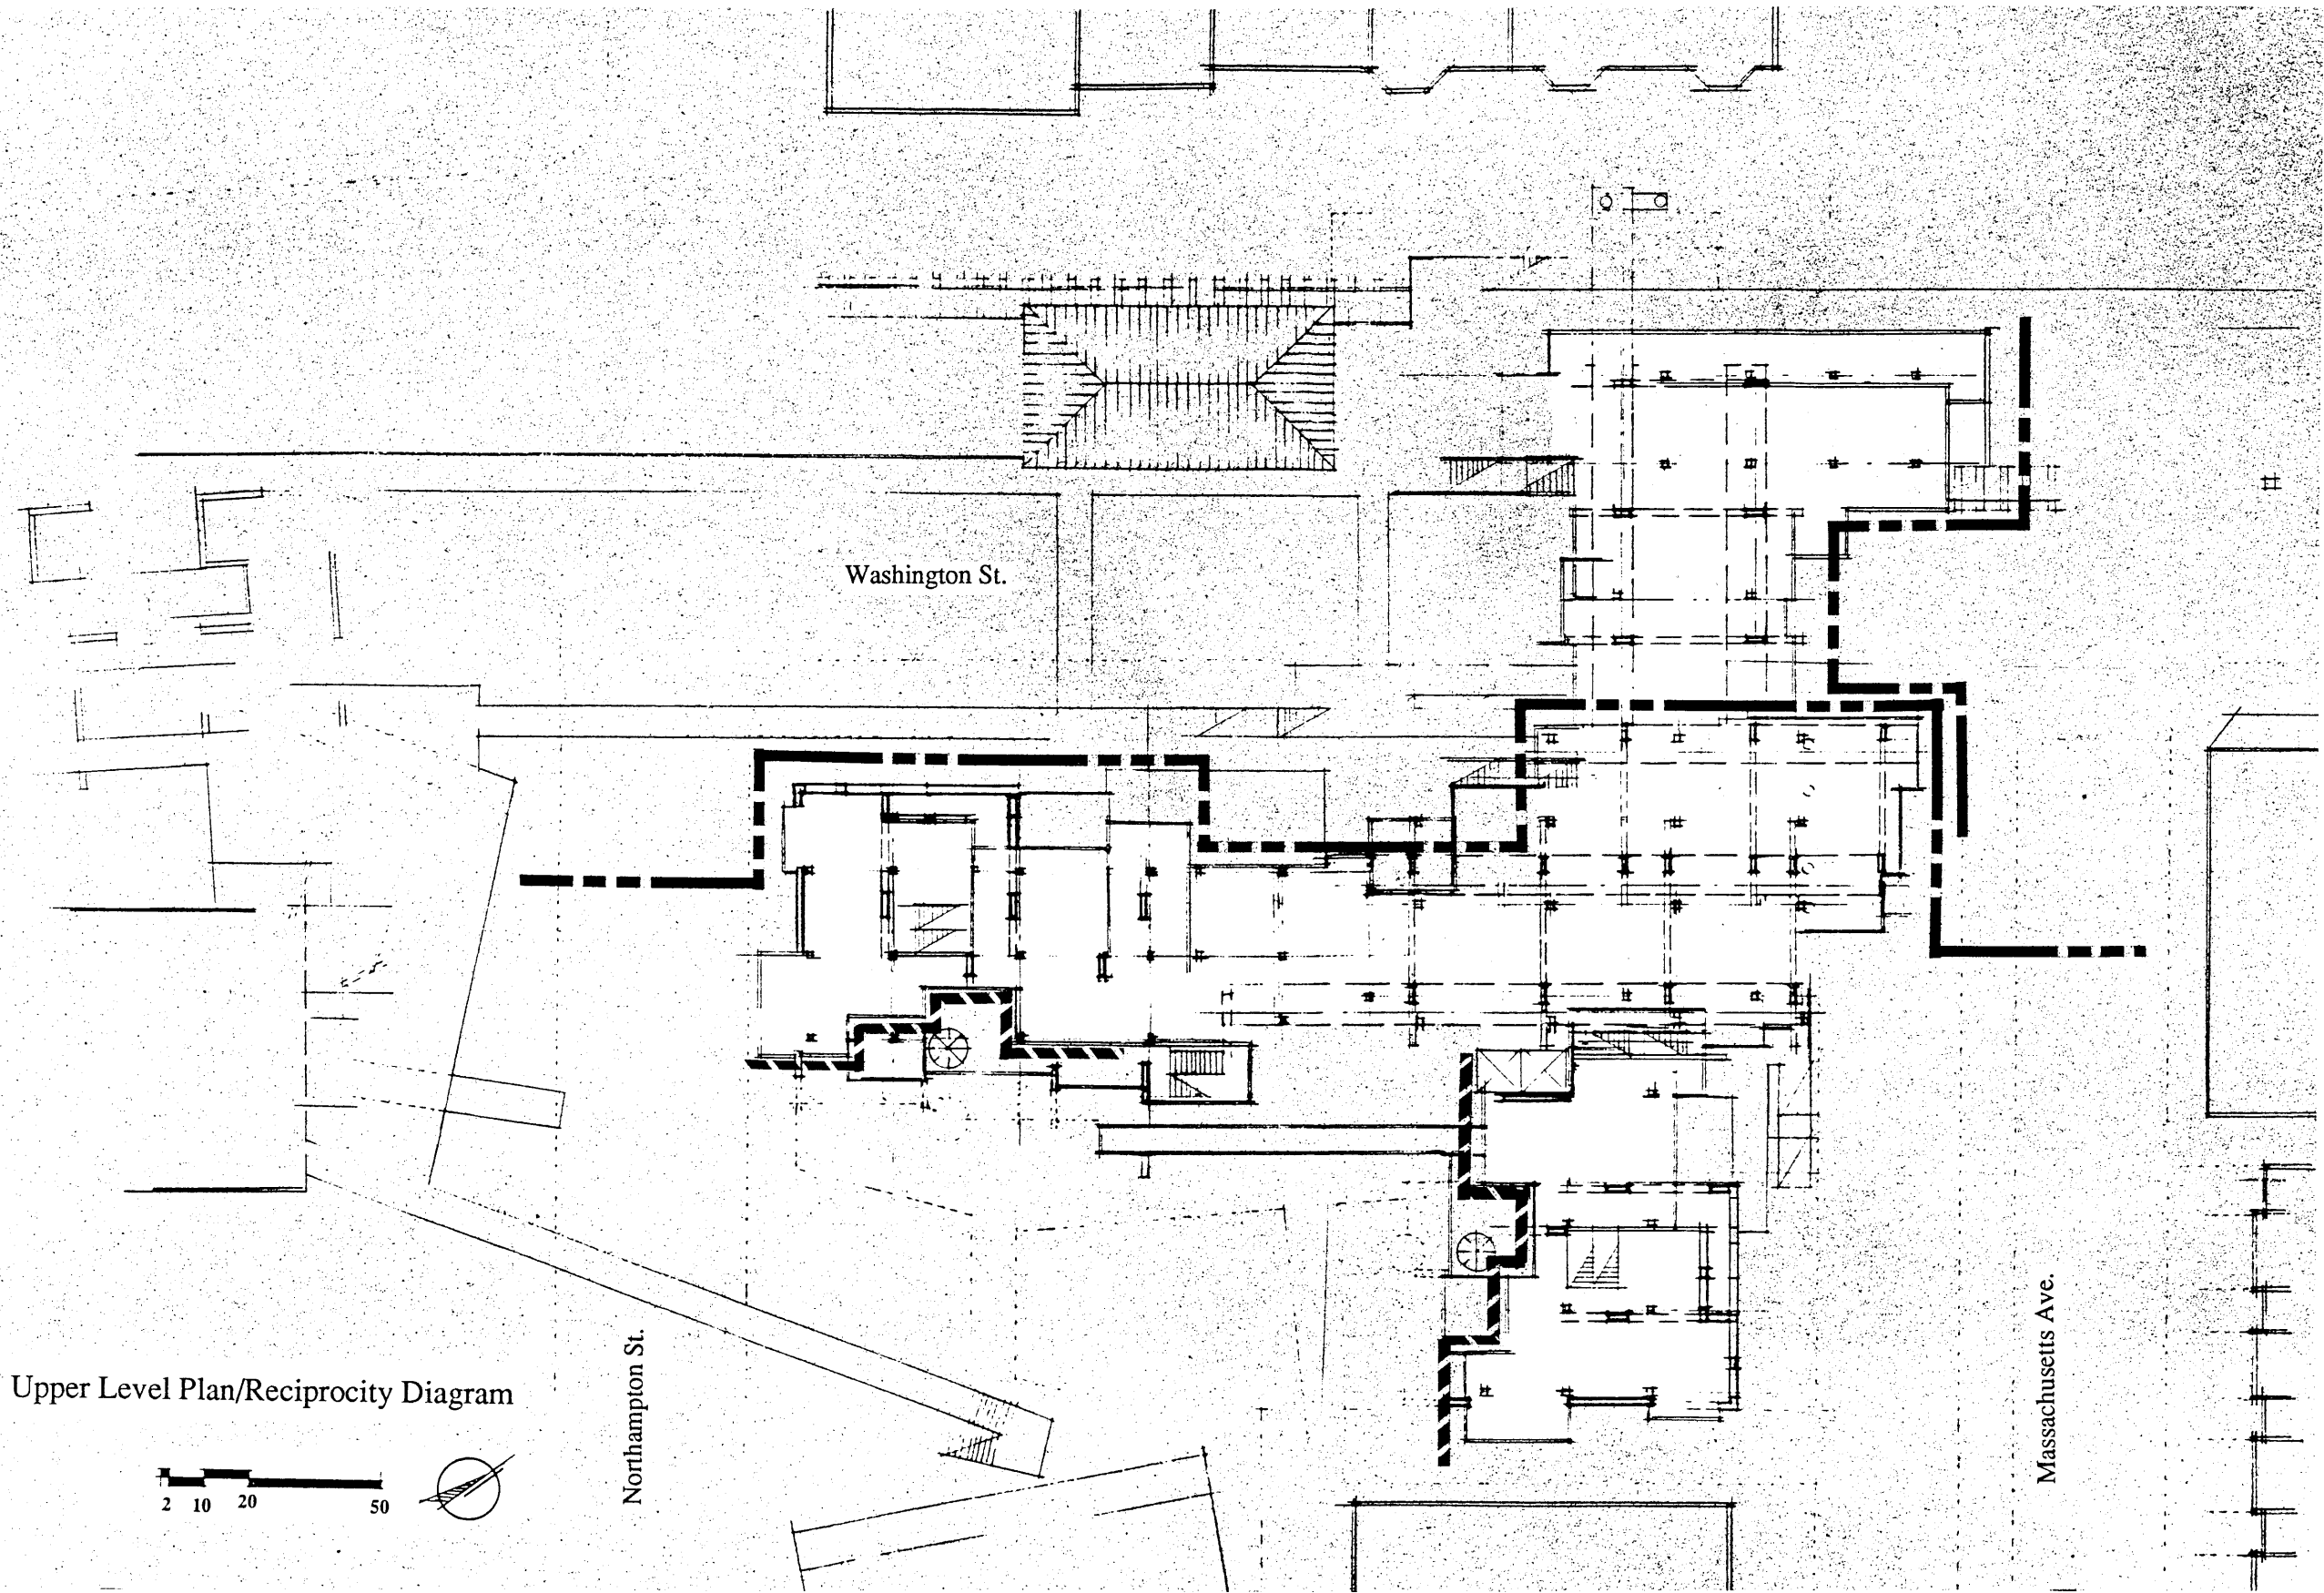 Washington St.
Upper Level Plan/Reciprocity Diagram
2 10 20 50
Northampton St.
Massachusetts Ave.